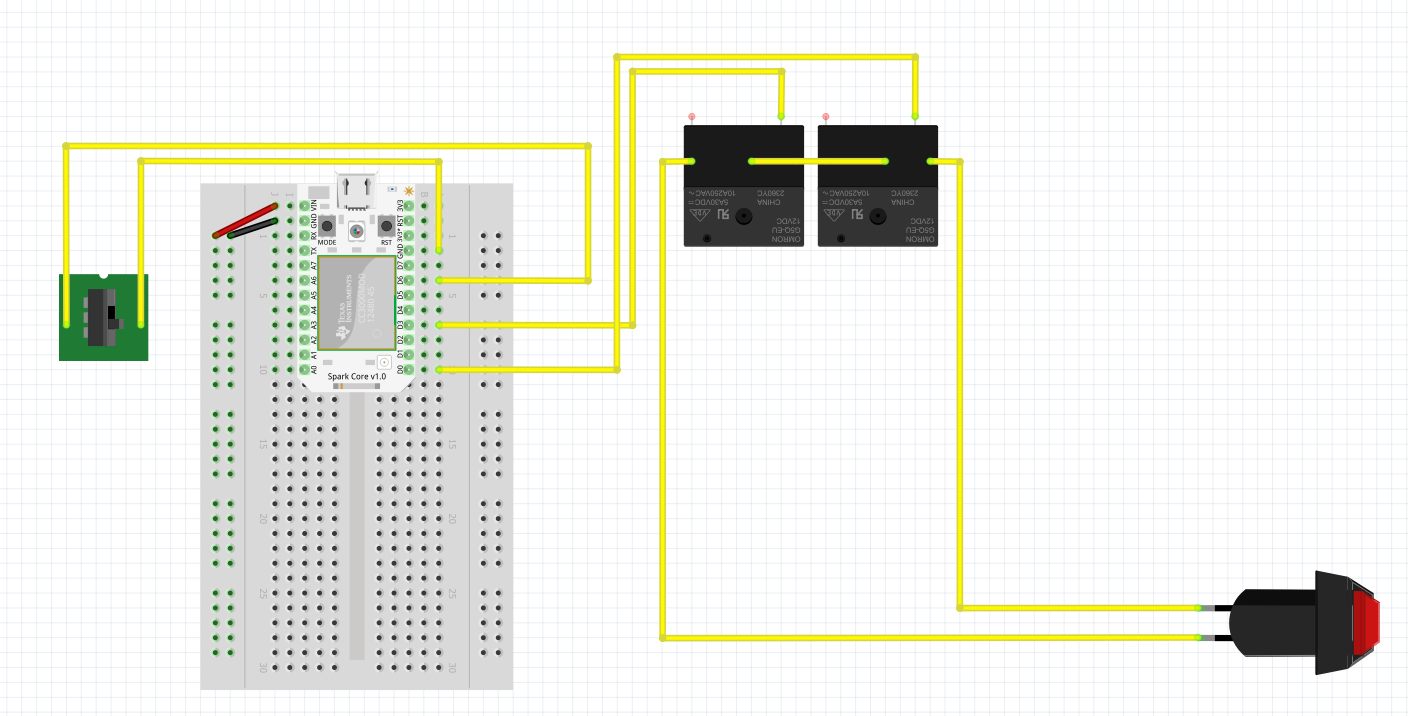 J
I
VIN
GND
RX
TX
A7
A6
A5
A4
A3
A2
A1
A0
3V3
RST
3V3*
GND
D7
D6
D5
D4
D3
D2
D1
D0
MODE
RST
TEXAS
INSTRUMENTS
Spark Core v1.0
1
5
10
15
20
25
30
1
5
10
15
20
25
30
OMRON
G5Q-EU
12VDC
CHINA
2360YC
5A30VDC
10A250VAC
OMRON
G5Q-EU
12VDC
CHINA
2360YC
5A30VDC
10A250VAC